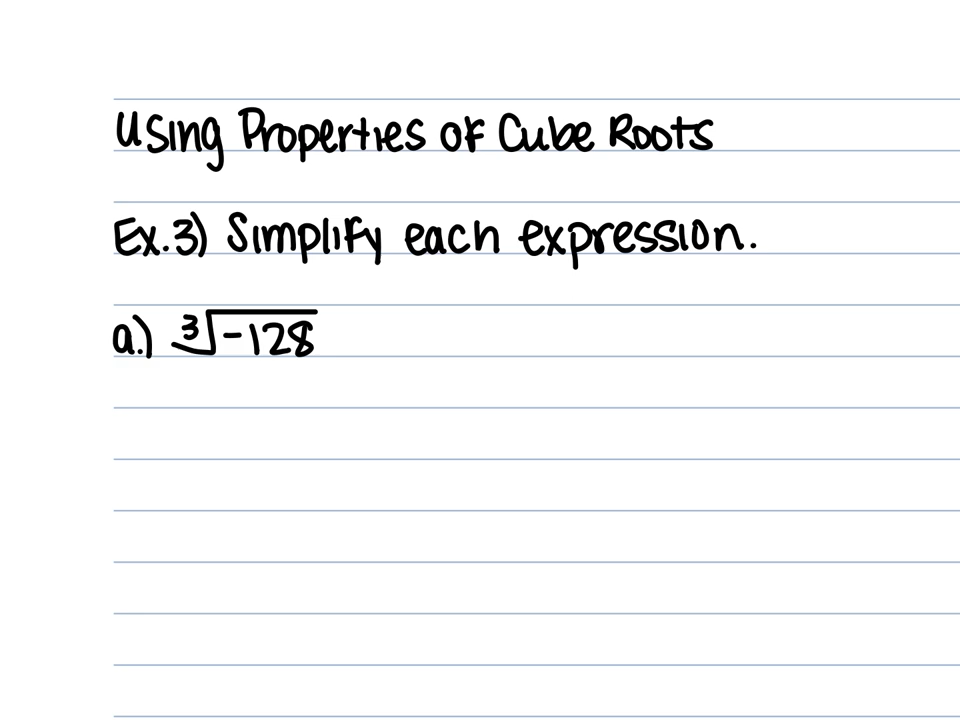 Using Properties of Cube Roots
Ex.3) Simplify each expression.
a.) ∛-128